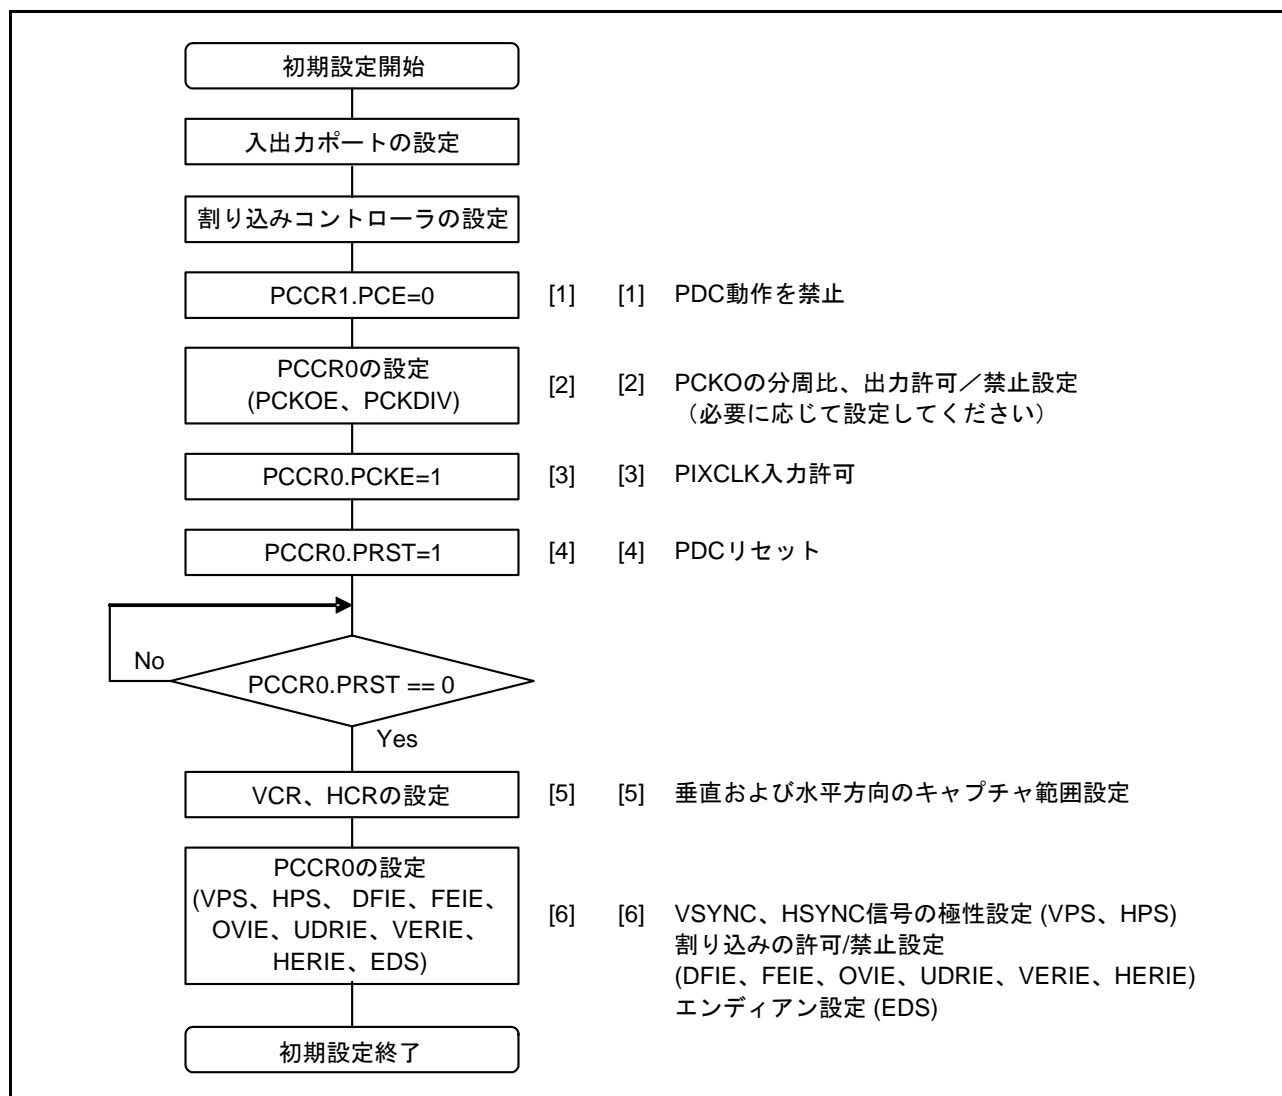 初期設定開始
入出力ポートの設定
割り込みコントローラの設定
PCCR1.PCE=0 [1] [1] PDC動作を禁止
PCCR0の設定
(PCKOE、PCKDIV) [2] [2] PCKOの分周比、出力許可／禁止設定
（必要に応じて設定してください）
PCCR0.PCKE=1 [3] [3] PIXCLK入力許可
PCCR0.PRST=1 [4] [4] PDCリセット
No
PCCR0.PRST == 0
Yes
VCR、HCRの設定 [5] [5] 垂直および水平方向のキャプチャ範囲設定
PCCR0の設定
(VPS、HPS、 DFIE、FEIE、
OVIE、UDRIE、VERIE、
HERIE、EDS)
[6] [6] VSYNC、HSYNC信号の極性設定 (VPS、HPS)
割り込みの許可/禁止設定
(DFIE、FEIE、OVIE、UDRIE、VERIE、HERIE)
エンディアン設定 (EDS)
初期設定終了